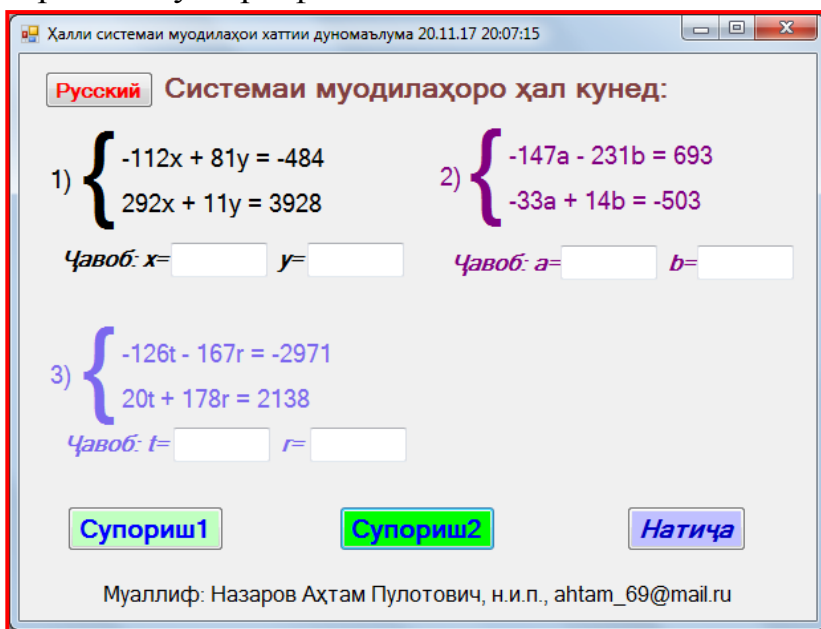 Ҳалли системаи муодилаҳои хаттии дуномаълума 20.11.17 20:07:15
Русский Системаи муодилаҳоро ҳал кунед:
1) { -112x + 81y = -484
292x + 11y = 3928
Ҷавоб: x= y=
2) { -147a - 231b = 693
-33a + 14b = -503
Ҷавоб: a= b=
3) { -126t - 167r = -2971
20t + 178r = 2138
Ҷавоб: t= r=
Супориш1 Супориш2 Натиҷа
Муаллиф: Назаров Аҳтам Пулотович, н.и.п., ahtam_69@mail.ru